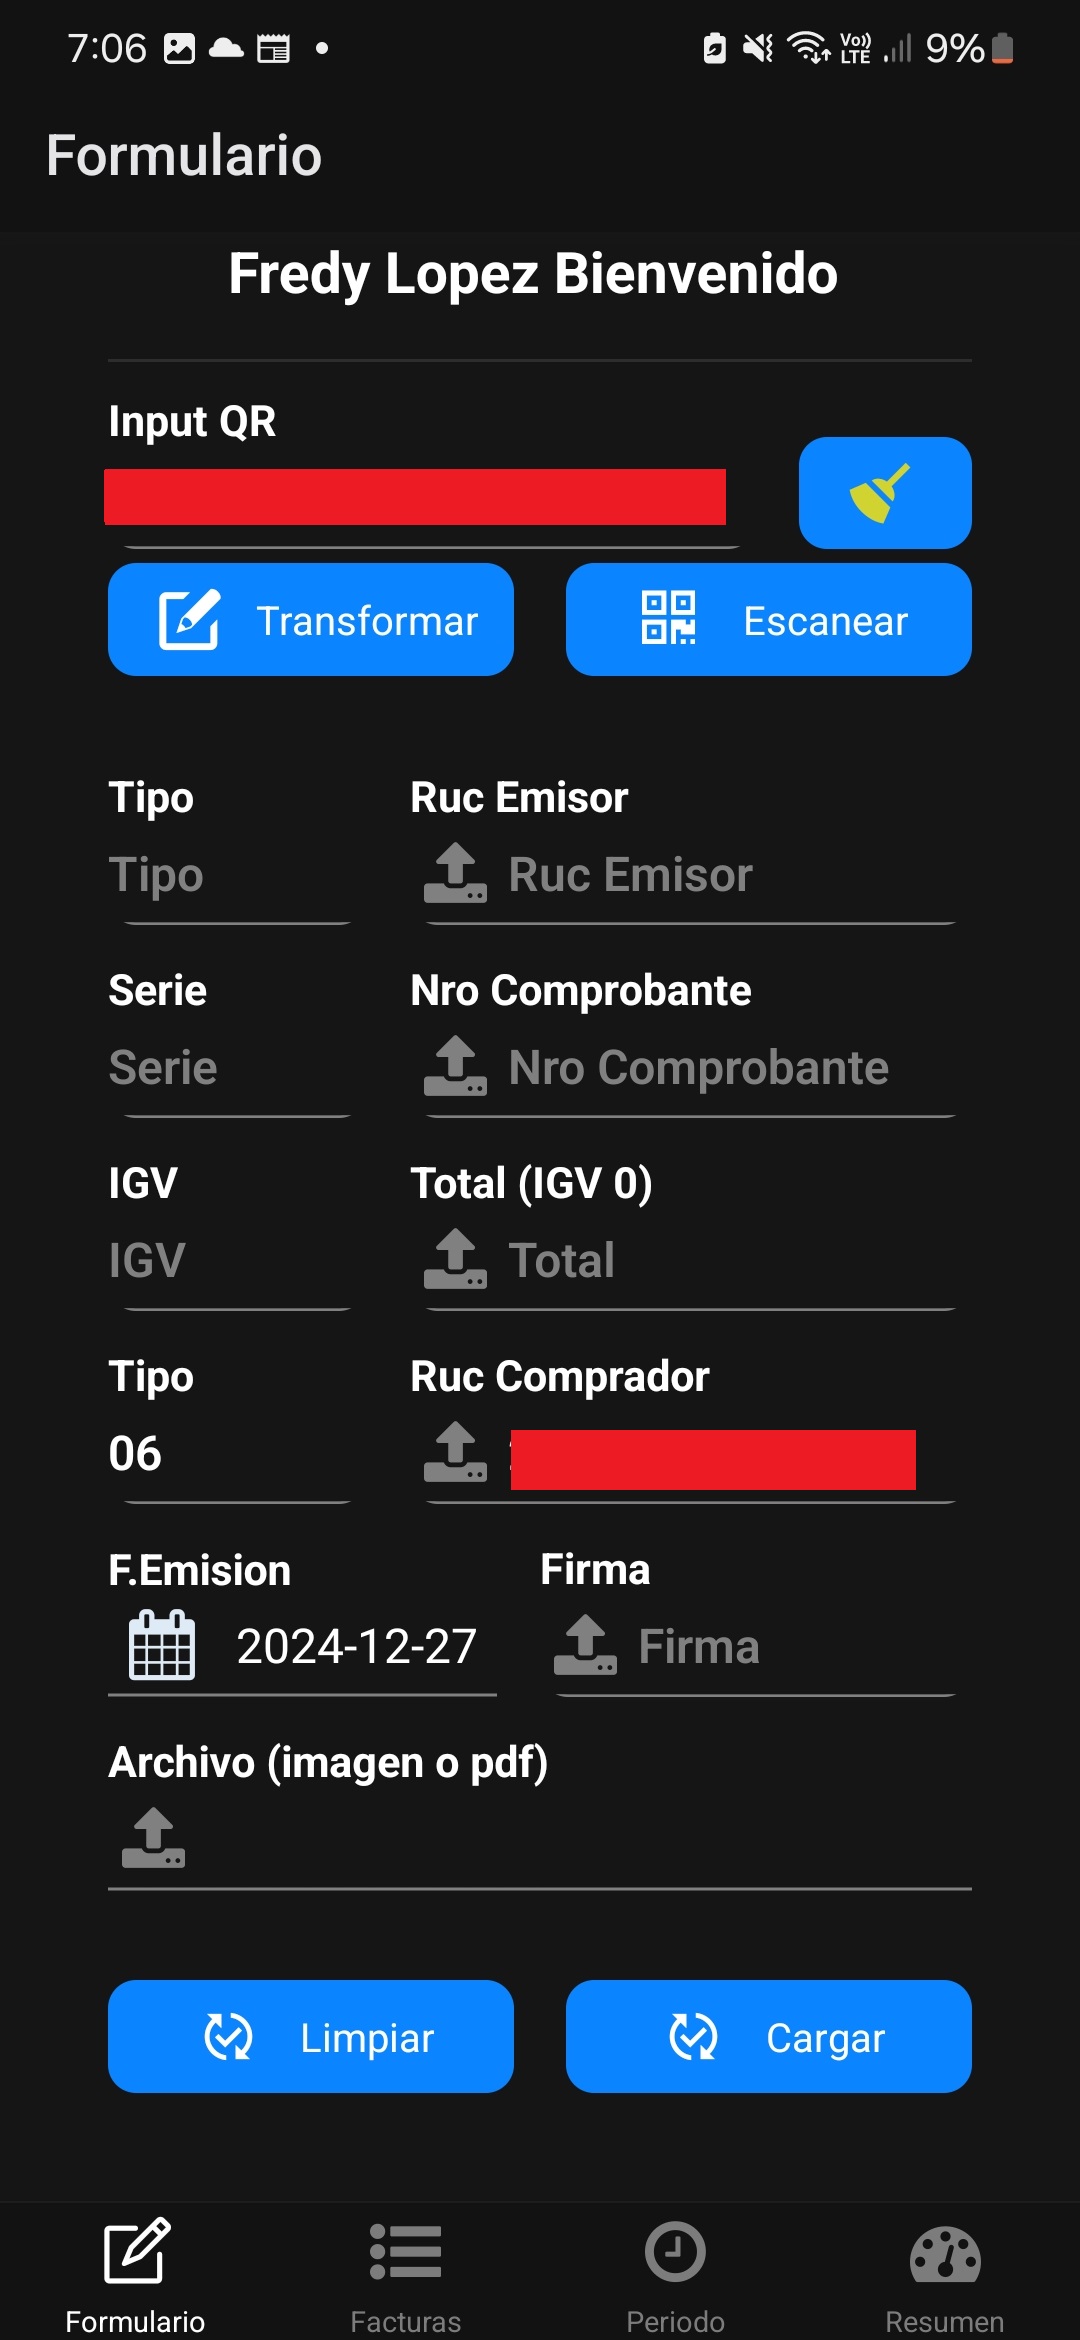 7:06 Vo)) LTE 9%
Formulario
Fredy Lopez Bienvenido
Input QR
Transformar Escanear
Tipo Ruc Emisor
Tipo Ruc Emisor
Serie Nro Comprobante
Serie Nro Comprobante
IGV Total (IGV 0)
IGV Total
Tipo Ruc Comprador
06
F.Emision Firma
2024-12-27 Firma
Archivo (imagen o pdf)
Limpiar Cargar
Formulario Facturas Periodo Resumen